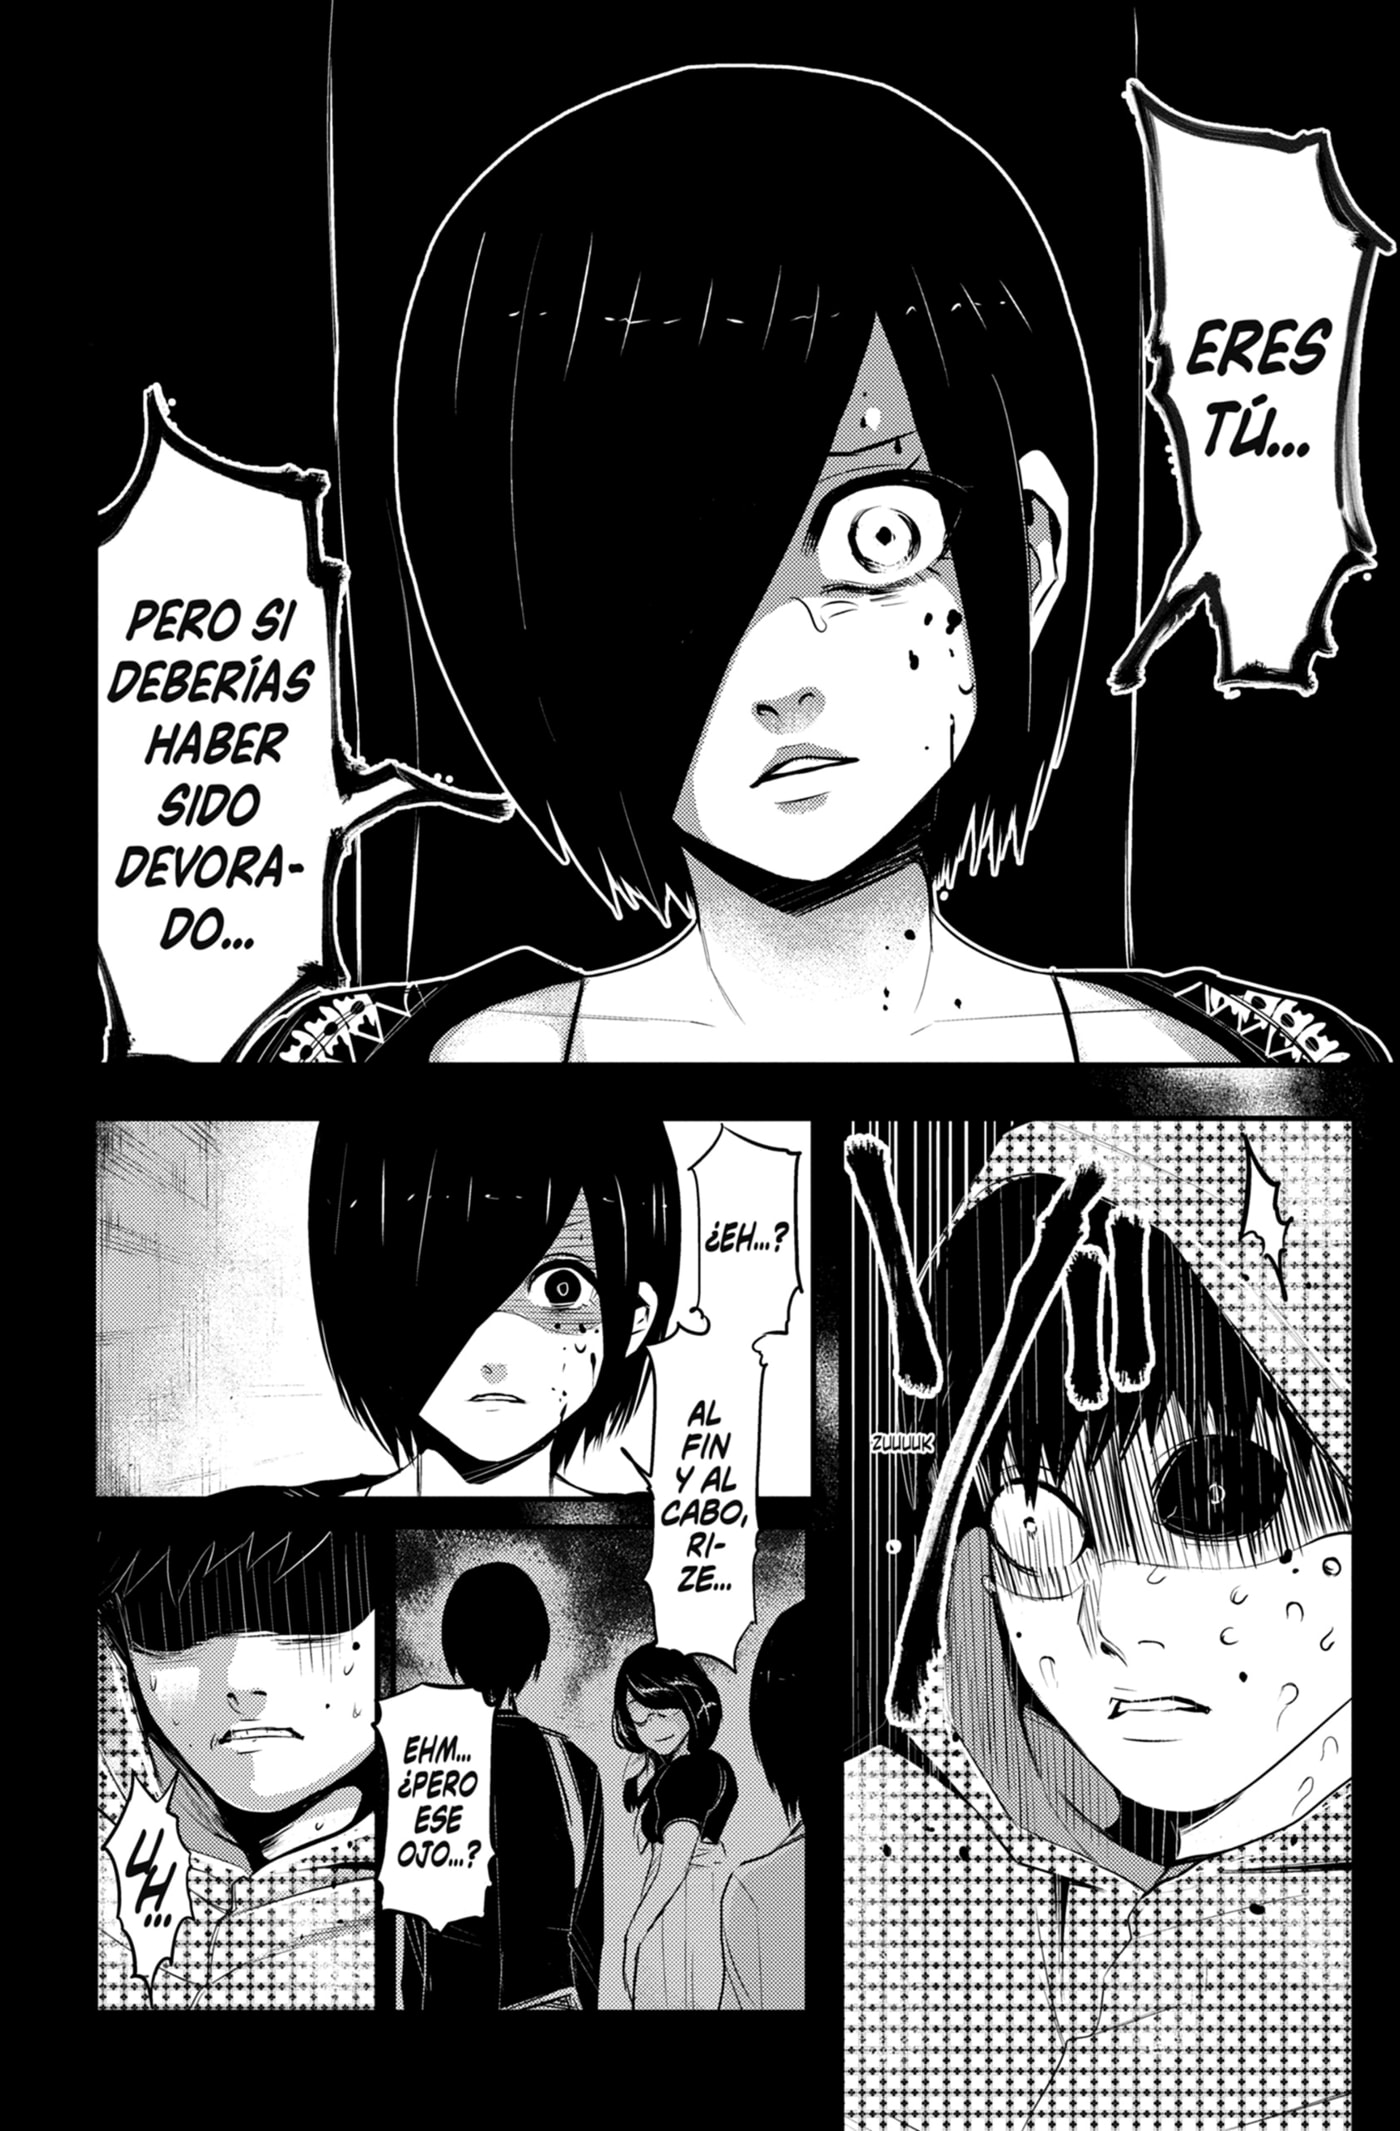 ERES
TÚ...
PERO SI
DEBERÍAS
HABER
SIDO
DEVORA-
DO...
ZUUUUK
¿EH...?
AL
FIN
Y AL
CABO,
RI-
ZE...
EHM...
¿PERO
ESE
OJO...?
UH...